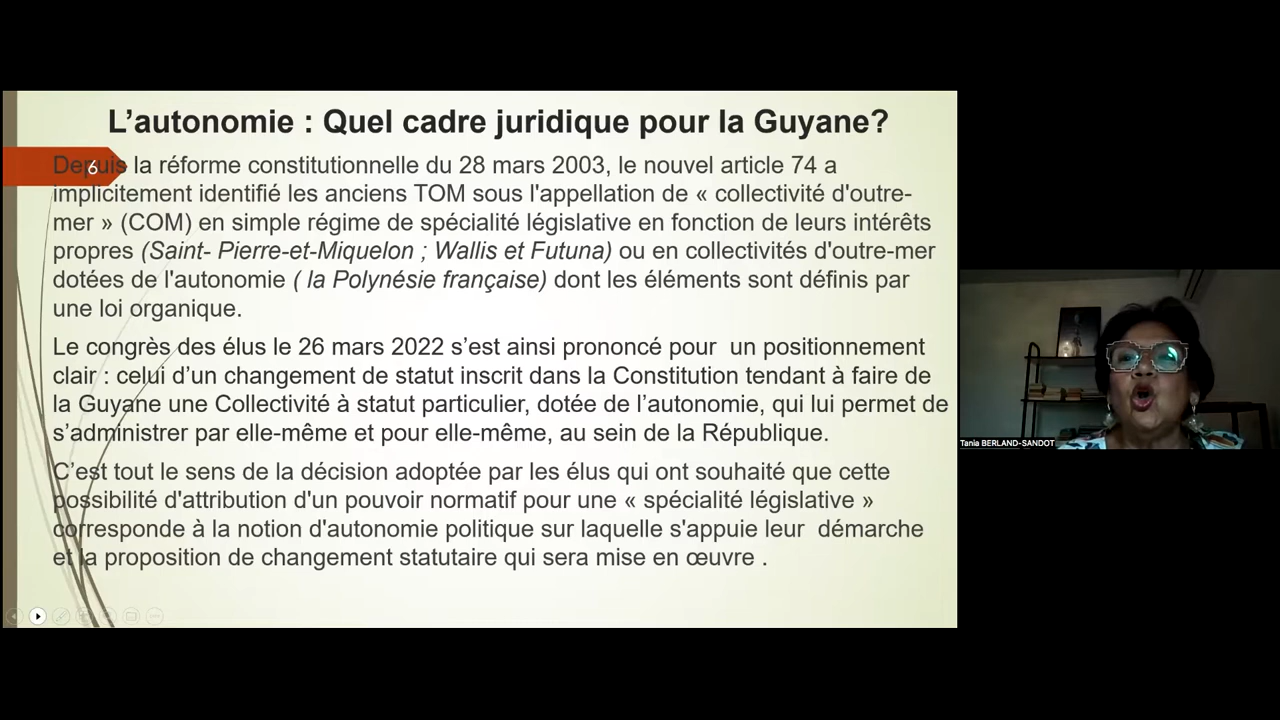 L’autonomie : Quel cadre juridique pour la Guyane?
6
Depuis la réforme constitutionnelle du 28 mars 2003, le nouvel article 74 a
implicitement identifié les anciens TOM sous l'appellation de « collectivité d'outre-
mer » (COM) en simple régime de spécialité législative en fonction de leurs intérêts
propres (Saint- Pierre-et-Miquelon ; Wallis et Futuna) ou en collectivités d'outre-mer
dotées de l'autonomie ( la Polynésie française) dont les éléments sont définis par
une loi organique.
Le congrès des élus le 26 mars 2022 s’est ainsi prononcé pour un positionnement
clair : celui d’un changement de statut inscrit dans la Constitution tendant à faire de
la Guyane une Collectivité à statut particulier, dotée de l’autonomie, qui lui permet de
s’administrer par elle-même et pour elle-même, au sein de la République.
C’est tout le sens de la décision adoptée par les élus qui ont souhaité que cette
possibilité d'attribution d'un pouvoir normatif pour une « spécialité législative »
corresponde à la notion d'autonomie politique sur laquelle s'appuie leur démarche
et la proposition de changement statutaire qui sera mise en œuvre .
Tania BERLAND-SANDOT